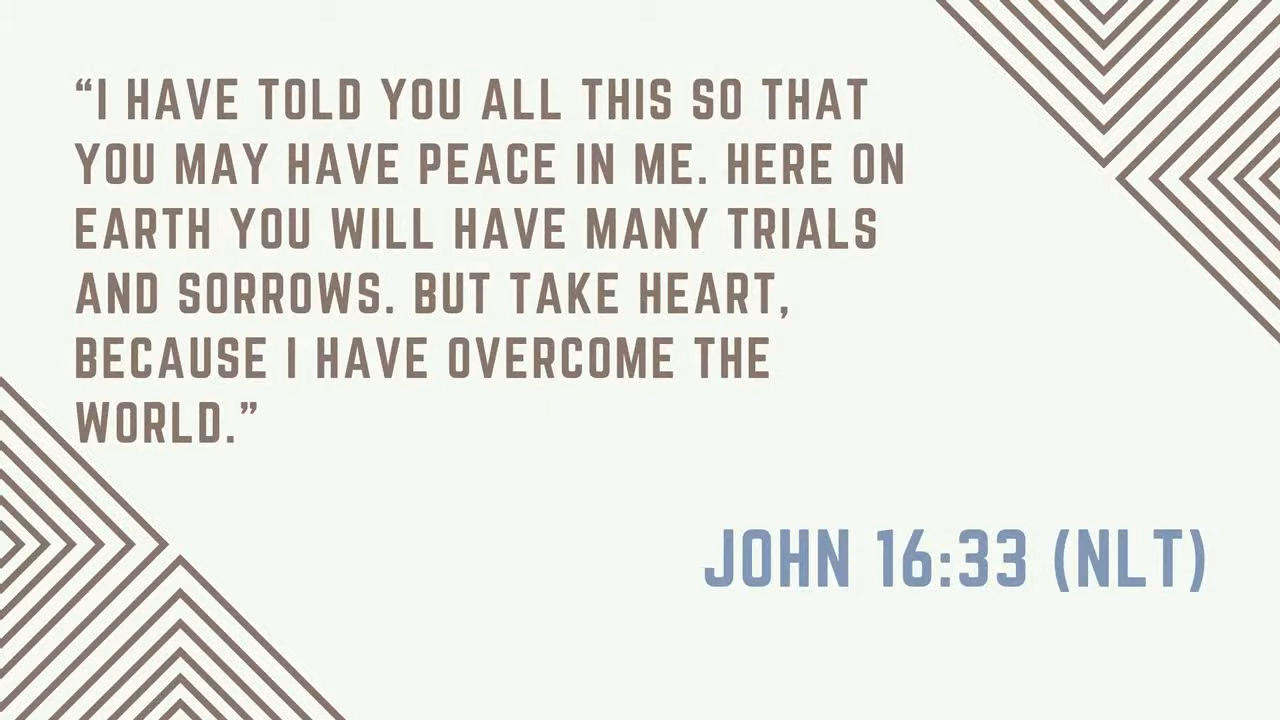 “I HAVE TOLD YOU ALL THIS SO THAT
YOU MAY HAVE PEACE IN ME. HERE ON
EARTH YOU WILL HAVE MANY TRIALS
AND SORROWS. BUT TAKE HEART,
BECAUSE I HAVE OVERCOME THE
WORLD.”
JOHN 16:33 (NLT)